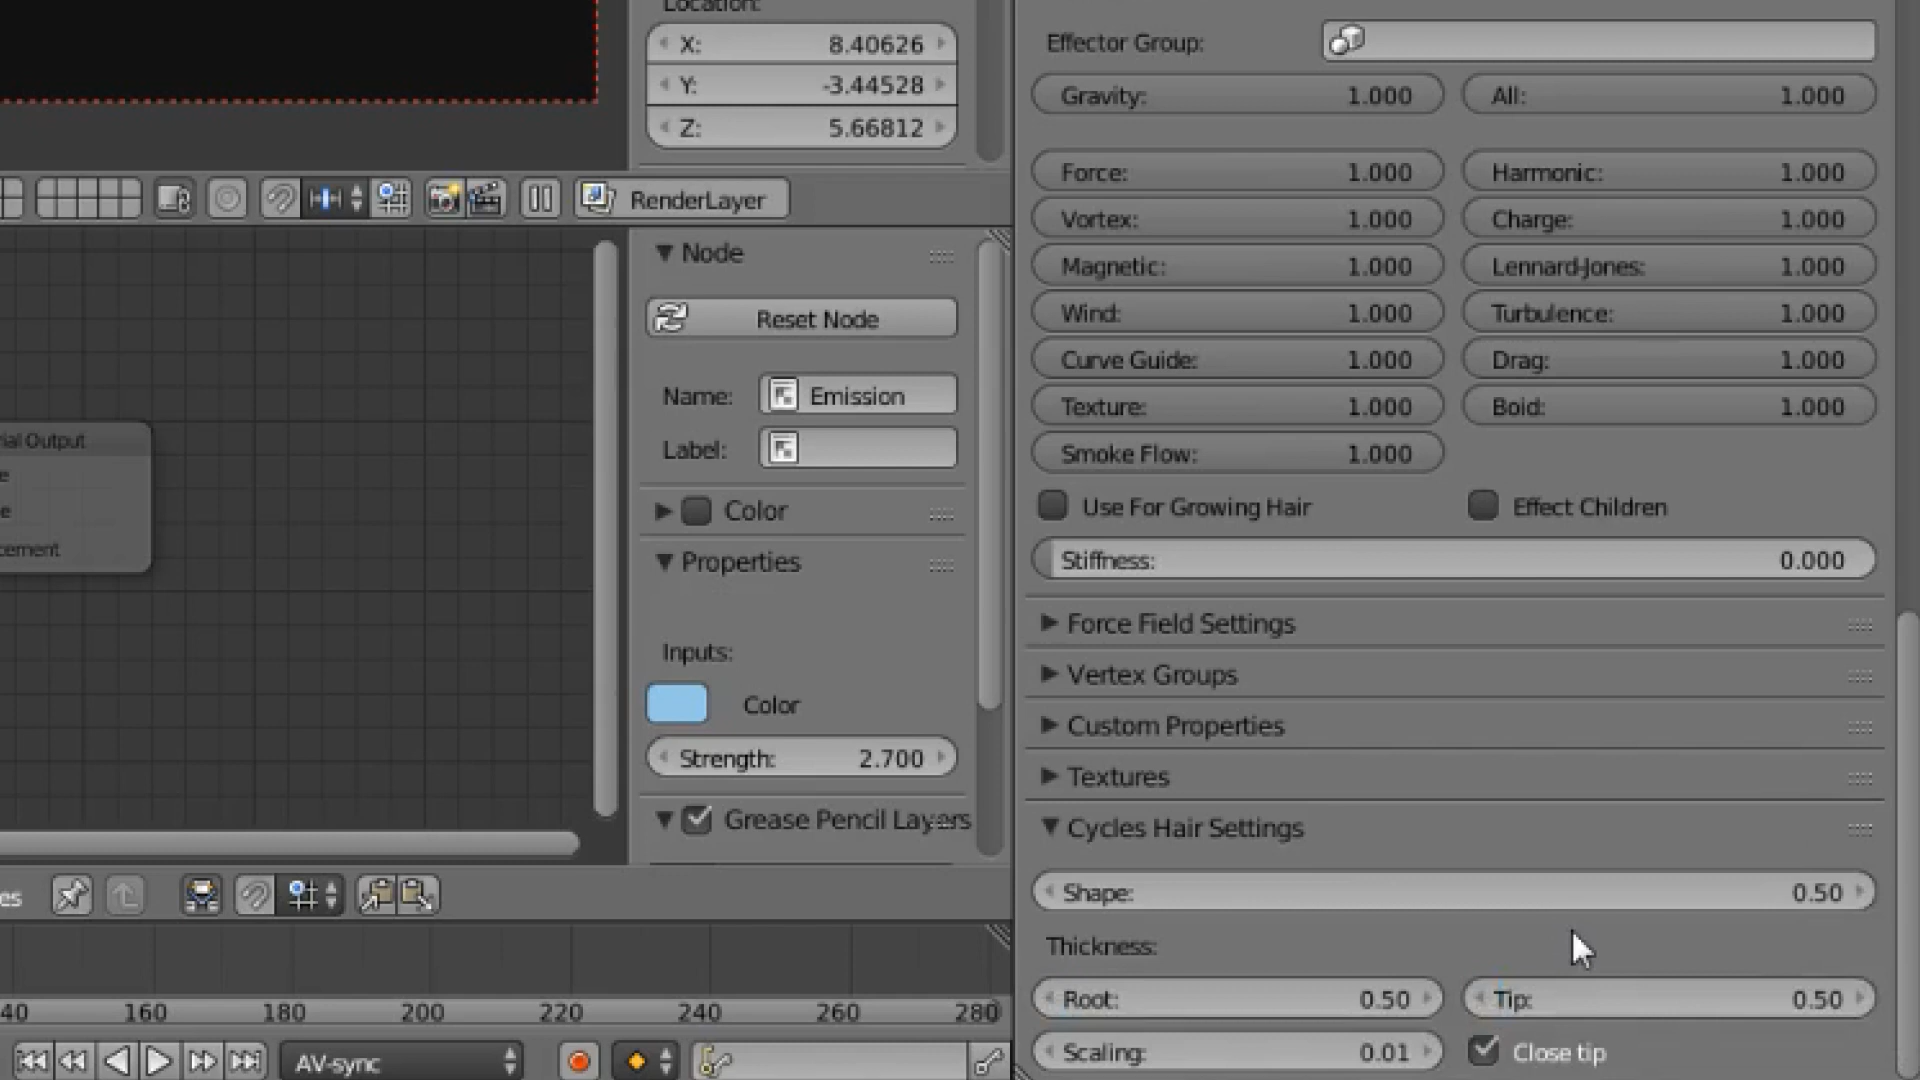 Location:
X: 8.40626
Y: -3.44528
Z: 5.66812
RenderLayer
Node
Reset Node
Name: Emission
Label:
Color
Properties
Inputs:
Color
Strength: 2.700
Grease Pencil Layers
rial Output
e
e
cement
es
40 160 180 200 220 240 260 280
AV-sync
Effector Group:
Gravity: 1.000 All: 1.000
Force: 1.000 Harmonic: 1.000
Vortex: 1.000 Charge: 1.000
Magnetic: 1.000 Lennard-Jones: 1.000
Wind: 1.000 Turbulence: 1.000
Curve Guide: 1.000 Drag: 1.000
Texture: 1.000 Boid: 1.000
Smoke Flow: 1.000
Use For Growing Hair Effect Children
Stiffness: 0.000
Force Field Settings
Vertex Groups
Custom Properties
Textures
Cycles Hair Settings
Shape: 0.50
Thickness:
Root: 0.50 Tip: 0.50
Scaling: 0.01 Close tip